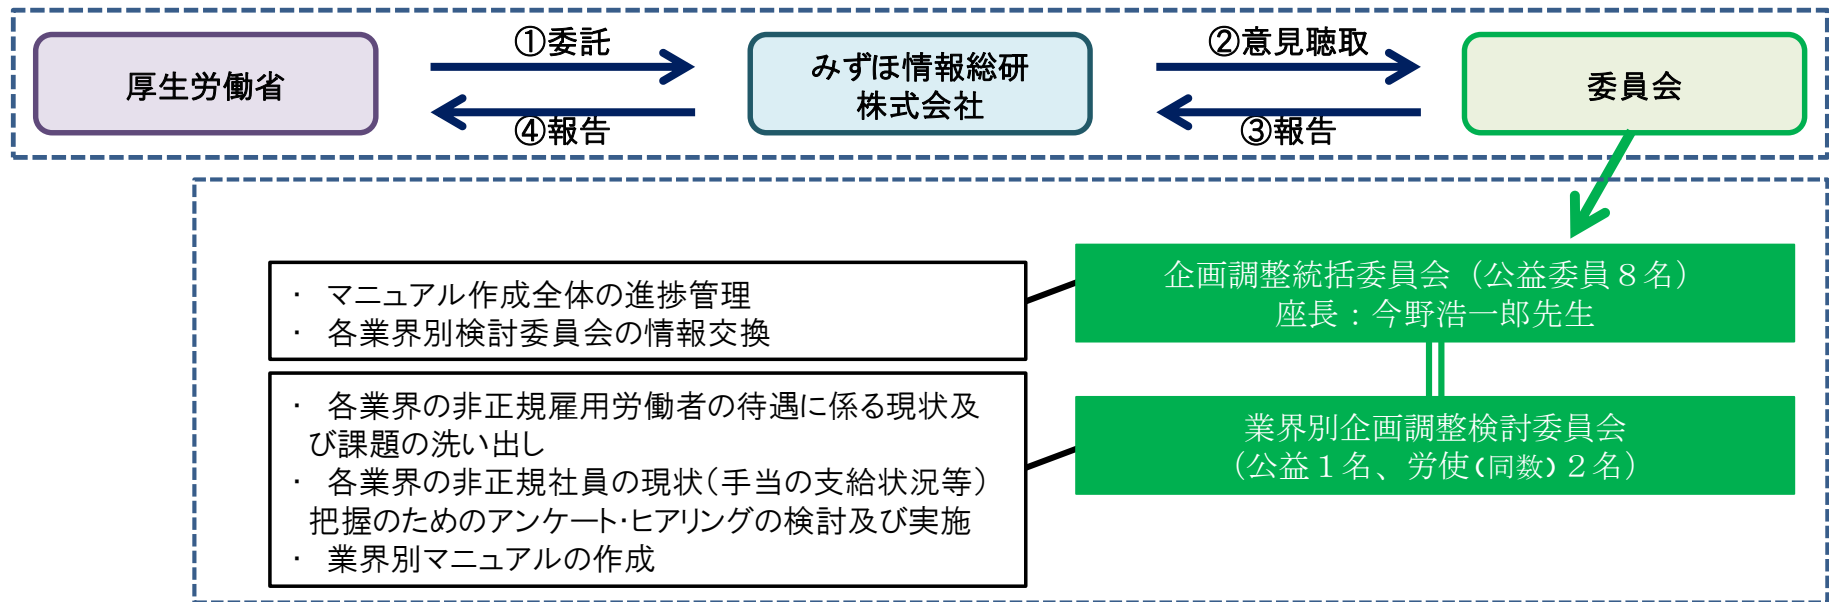 ①委託
②意見聴取
厚生労働省
みずほ情報総研
株式会社
委員会
④報告
③報告
企画調整統括委員会（公益委員８名）
座長：今野浩一郎先生
・ マニュアル作成全体の進捗管理
・ 各業界別検討委員会の情報交換
業界別企画調整検討委員会
（公益１名、労使(同数)２名）
・ 各業界の非正規雇用労働者の待遇に係る現状及
び課題の洗い出し
・ 各業界の非正規社員の現状（手当の支給状況等）
把握のためのアンケート・ヒアリングの検討及び実施
・ 業界別マニュアルの作成